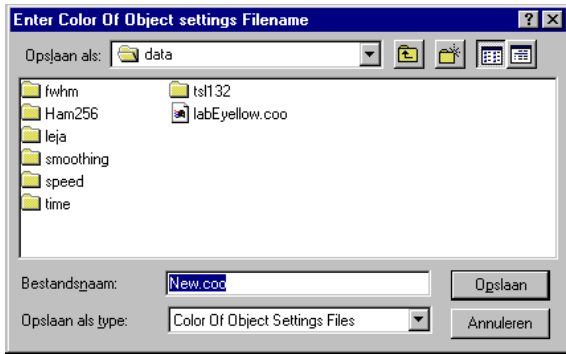 Enter Color Of Object settings Filename
Opslaan als: data
fwhm tsl132
Ham256 labEyellow.coo
leja
smoothing
speed
time
Bestandsnaam: New.coo Opslaan
Opslaan als type: Color Of Object Settings Files Annuleren